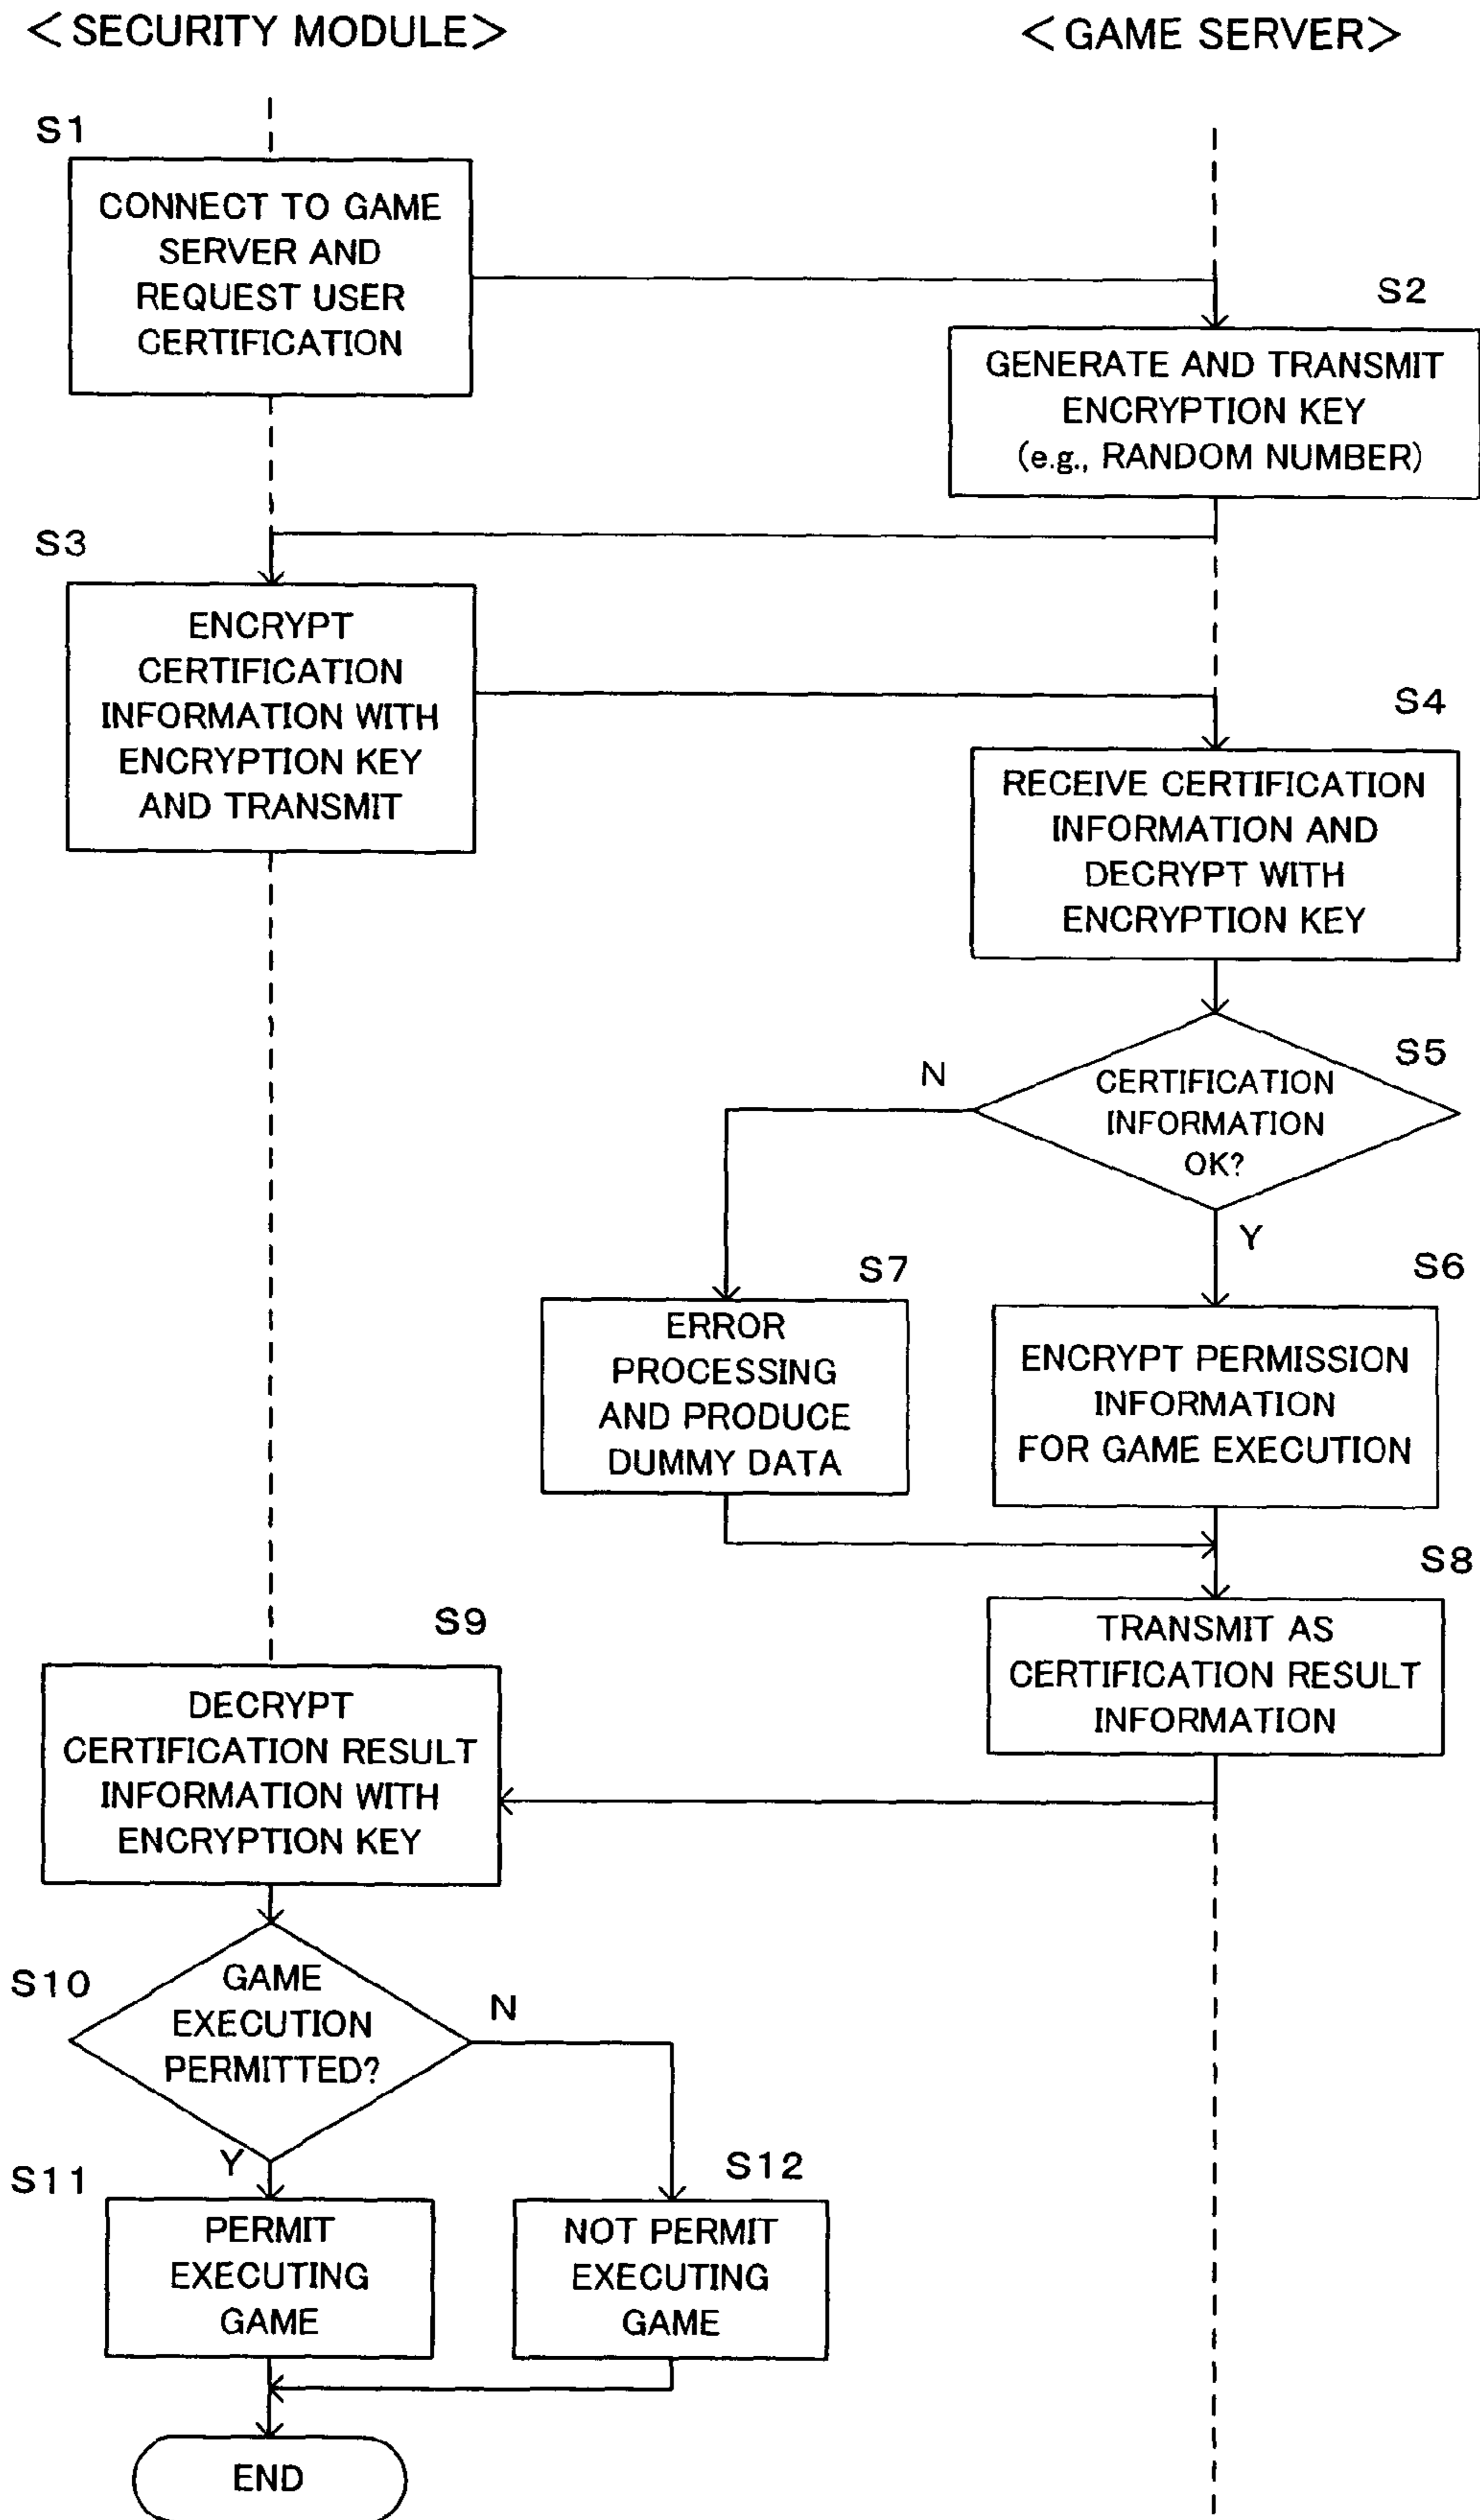 <SECURITY MODULE>
<GAME SERVER>
S1
CONNECT TO GAME
SERVER AND
REQUEST USER
CERTIFICATION
S2
GENERATE AND TRANSMIT
ENCRYPTION KEY
(e.g., RANDOM NUMBER)
S3
ENCRYPT
CERTIFICATION
INFORMATION WITH
ENCRYPTION KEY
AND TRANSMIT
S4
RECEIVE CERTIFICATION
INFORMATION AND
DECRYPT WITH
ENCRYPTION KEY
S5
CERTIFICATION
INFORMATION
OK?
N
Y
S7
ERROR
PROCESSING
AND PRODUCE
DUMMY DATA
S6
ENCRYPT PERMISSION
INFORMATION
FOR GAME EXECUTION
S8
TRANSMIT AS
CERTIFICATION RESULT
INFORMATION
S9
DECRYPT
CERTIFICATION RESULT
INFORMATION WITH
ENCRYPTION KEY
S10
GAME
EXECUTION
PERMITTED?
N
Y
S11
PERMIT
EXECUTING
GAME
S12
NOT PERMIT
EXECUTING
GAME
END